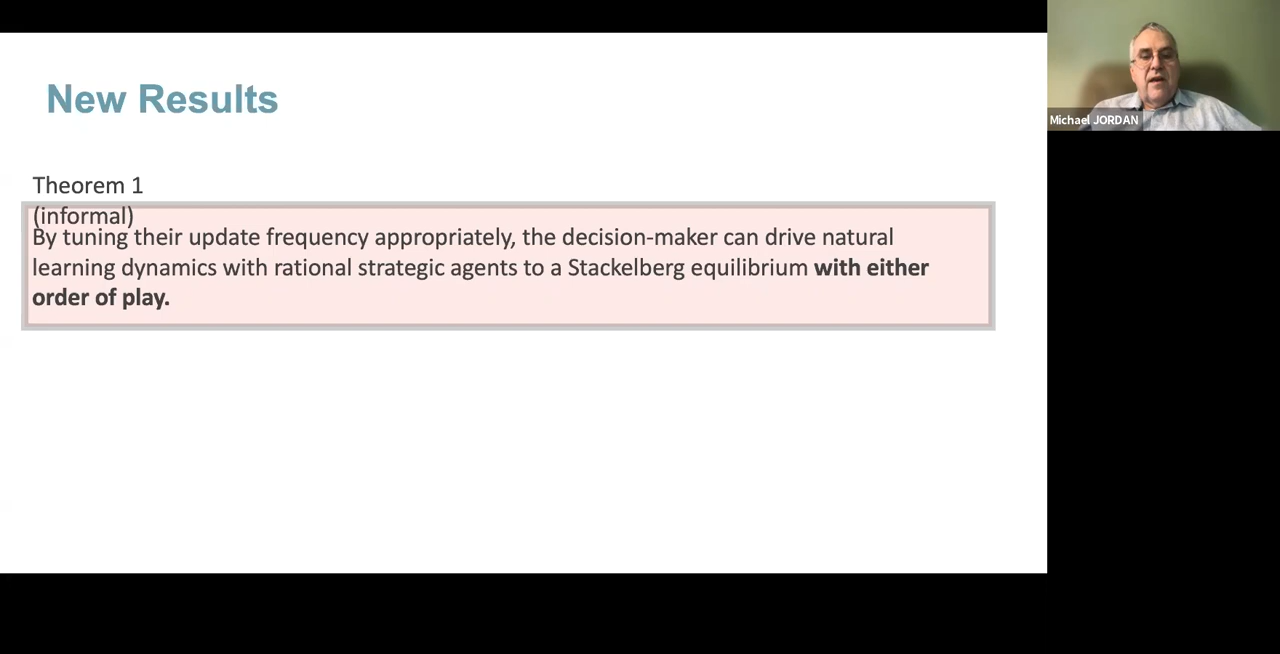 New Results
Michael JORDAN
Theorem 1
(informal)
By tuning their update frequency appropriately, the decision-maker can drive natural
learning dynamics with rational strategic agents to a Stackelberg equilibrium with either
order of play.